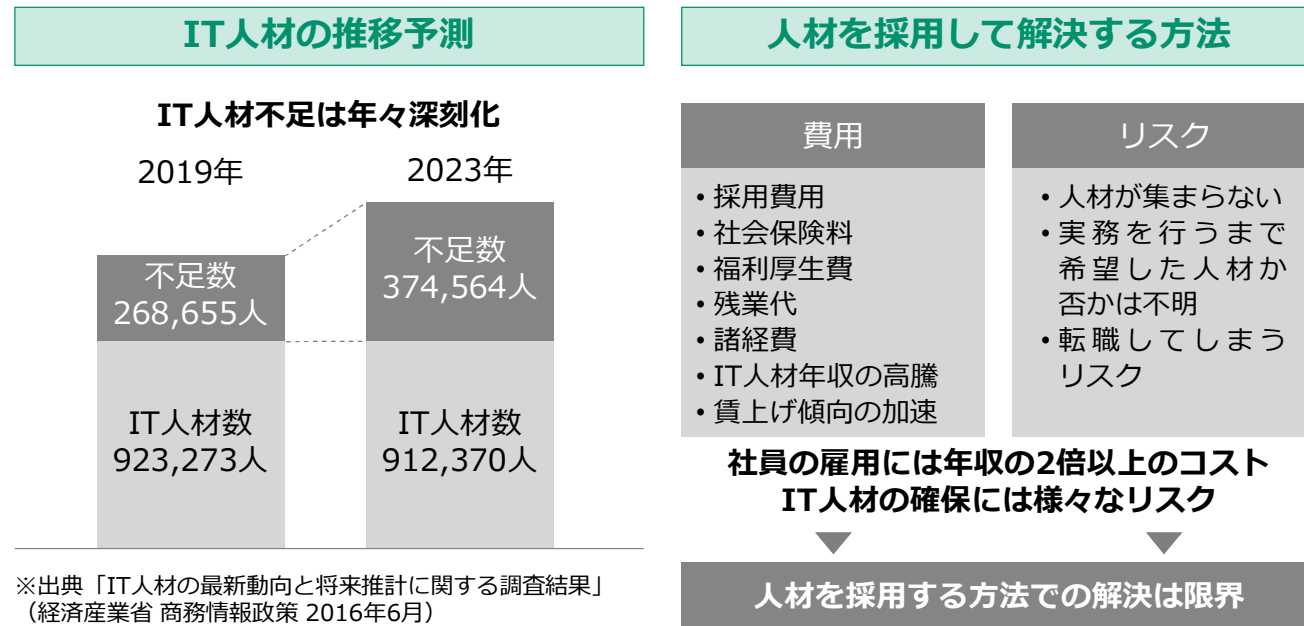 IT人材の推移予測
IT人材不足は年々深刻化
2019年
2023年
不足数
268,655人
不足数
374,564人
IT人材数
923,273人
IT人材数
912,370人
※出典「IT人材の最新動向と将来推計に関する調査結果」
（経済産業省 商務情報政策 2016年6月）
人材を採用して解決する方法
費用
• 採用費用
• 社会保険料
• 福利厚生費
• 残業代
• 諸経費
• IT人材年収の高騰
• 賃上げ傾向の加速
リスク
• 人材が集まらない
• 実務を行うまで
希望した人材か
否かは不明
• 転職してしまう
リスク
社員の雇用には年収の2倍以上のコスト
IT人材の確保には様々なリスク
人材を採用する方法での解決は限界